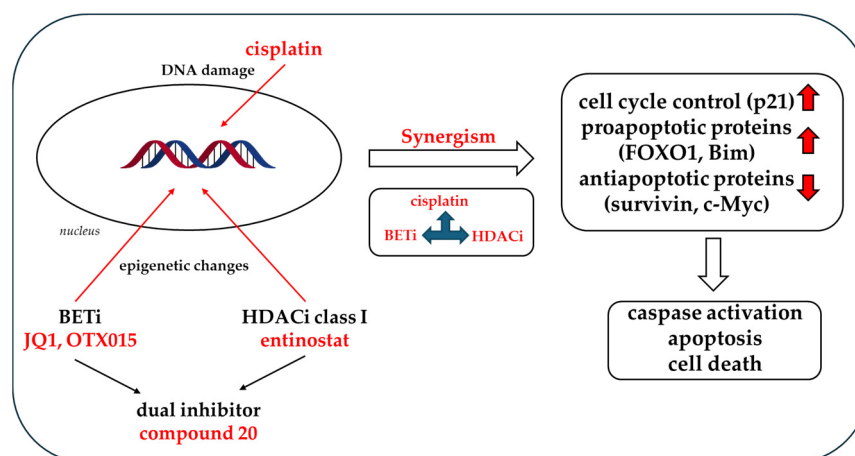 cisplatin
DNA damage
nucleus
epigenetic changes
BETi
JQ1, OTX015
HDACi class I
entinostat
dual inhibitor
compound 20
Synergism
cisplatin
BETi
HDACi
cell cycle control (p21)
proapoptotic proteins
(FOXO1, Bim)
antiapoptotic proteins
(survivin, c-Myc)
caspase activation
apoptosis
cell death